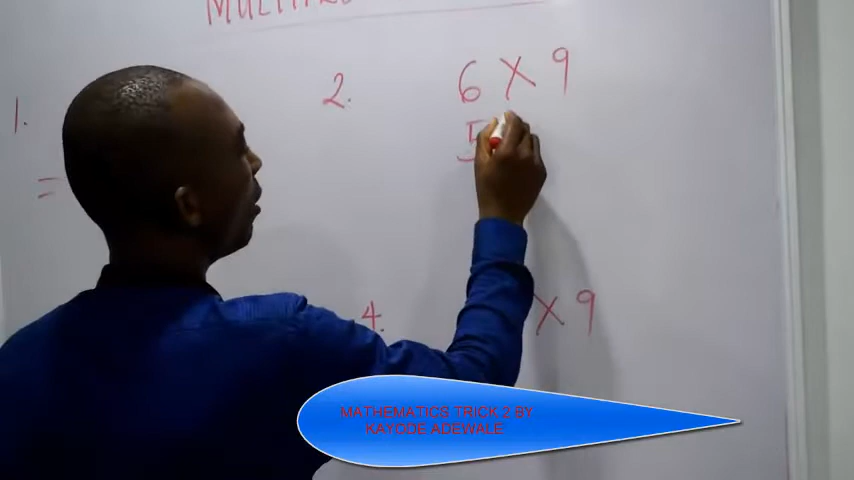 2. 6 X 9
1. 5
=
4. X 9
MATHEMATICS TRICK 2 BY
KAYODE ADEWALE